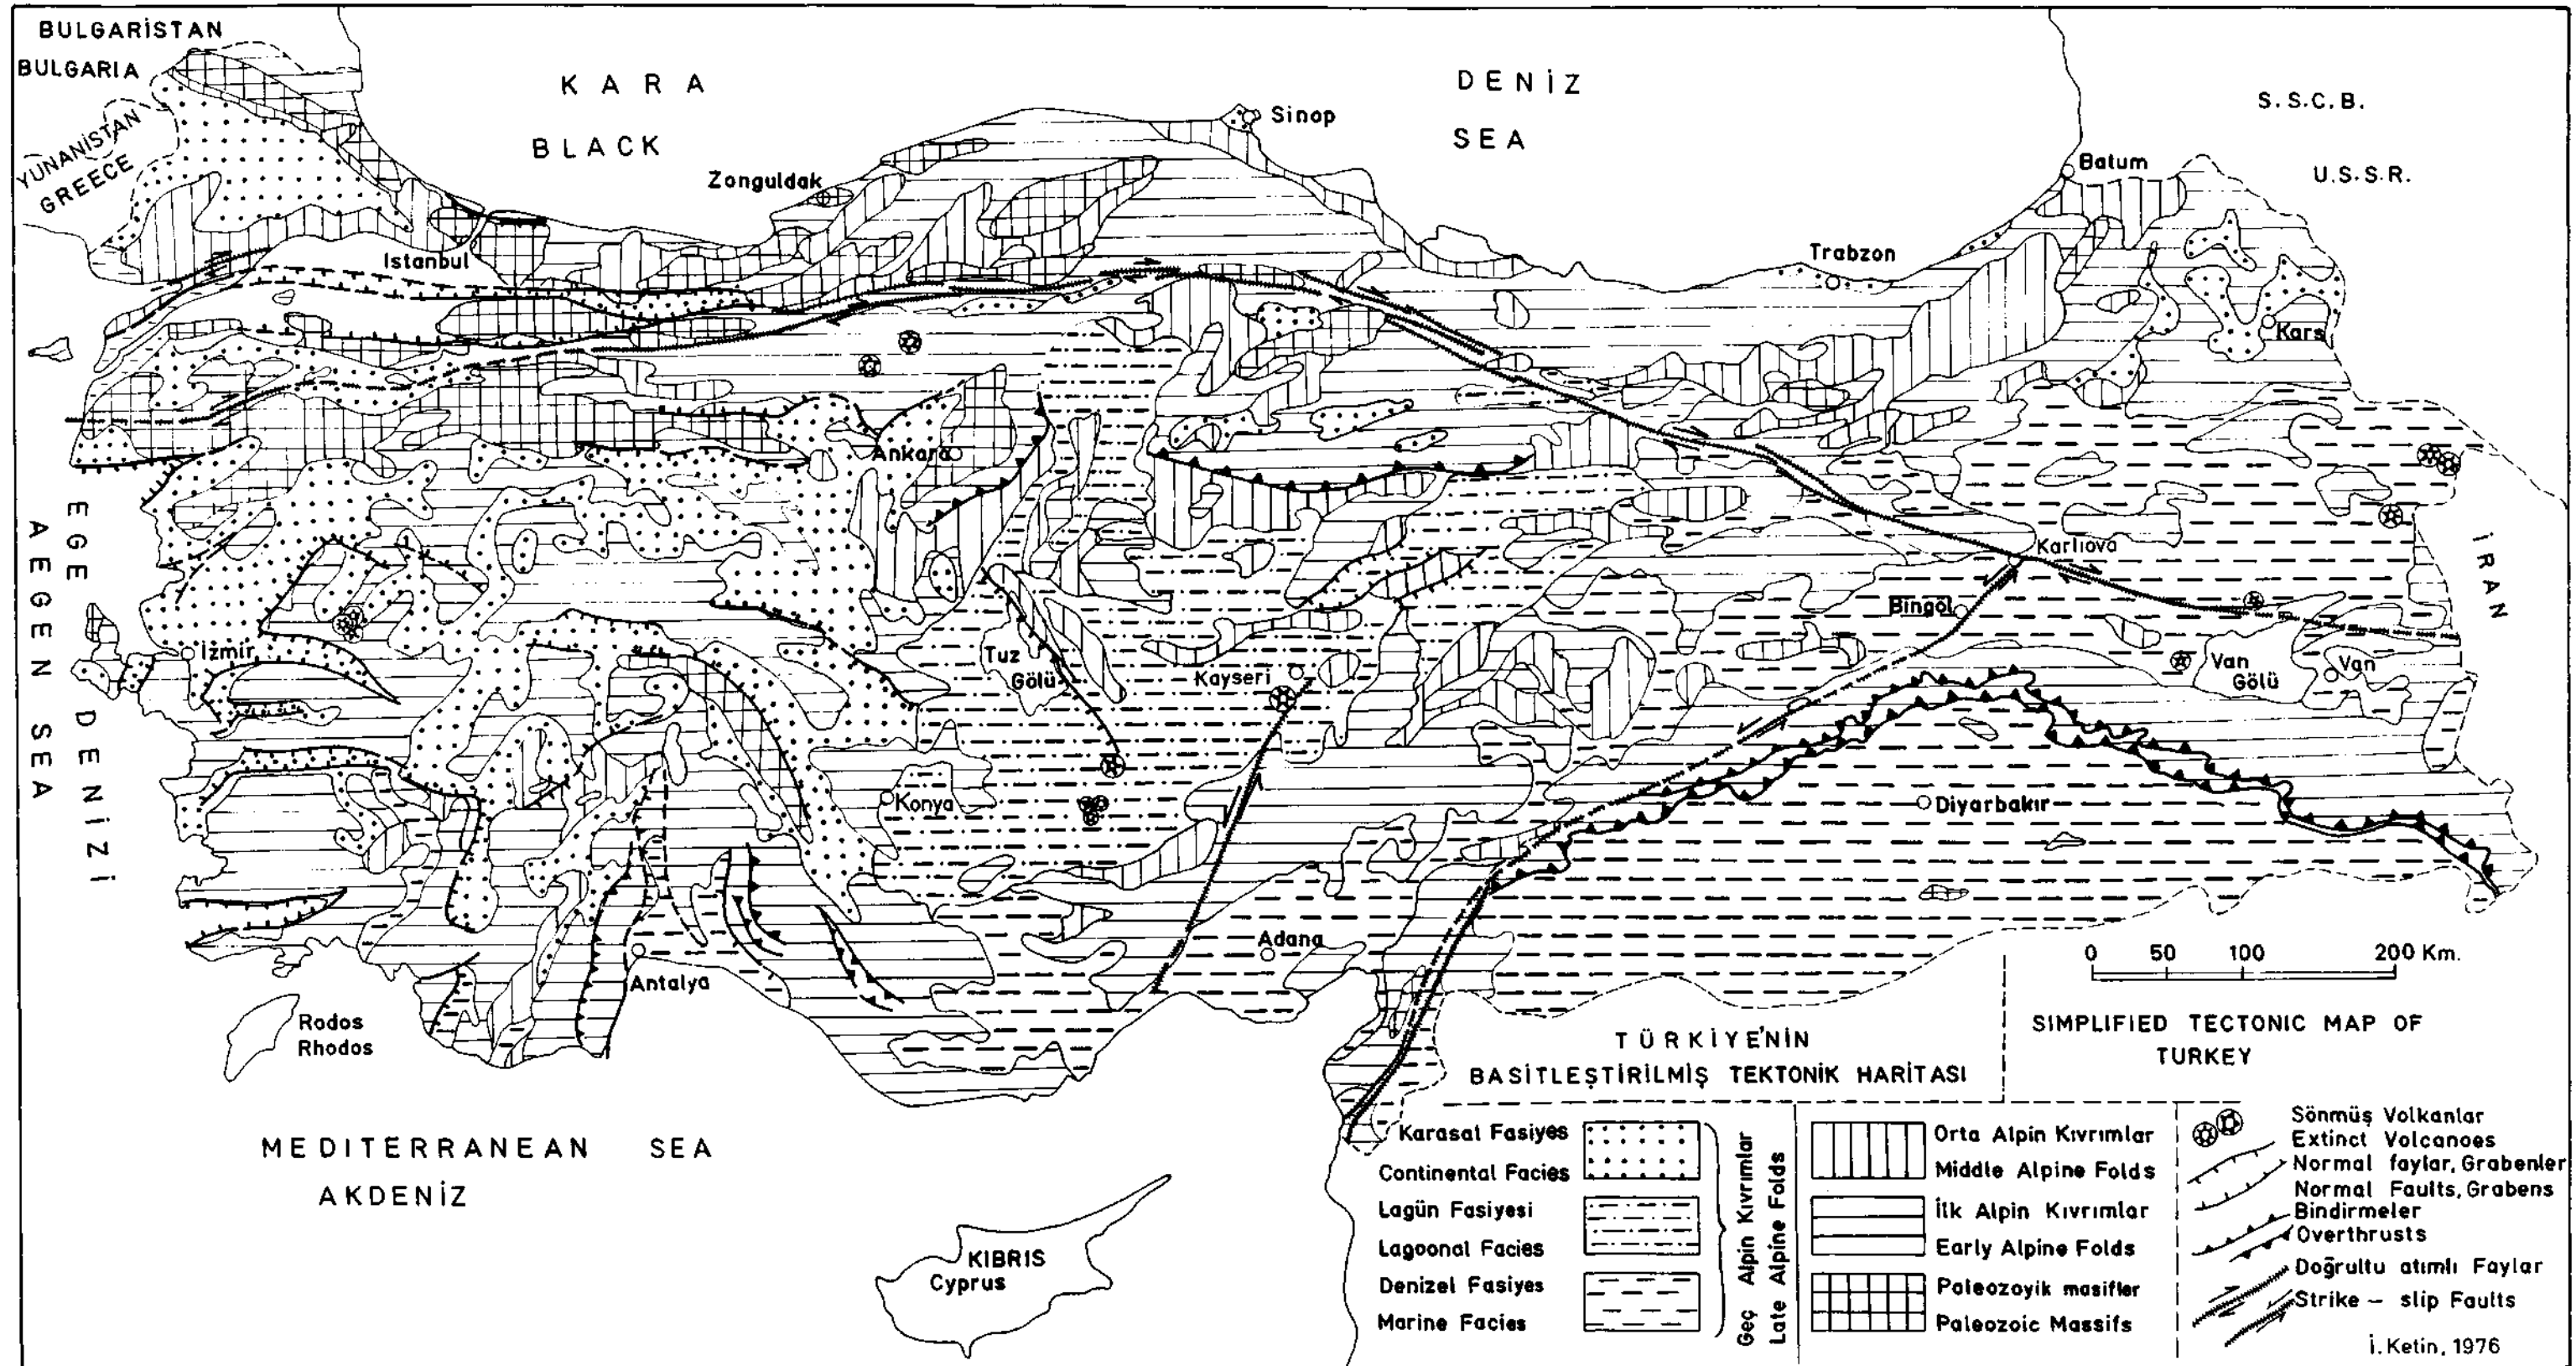 BULGARİSTAN
BULGARIA
YUNANİSTAN
GREECE
KARA DENİZ
BLACK SEA
S.S.C.B.
U.S.S.R.
Sinop
Zonguldak
Batum
Istanbul
Trabzon
Kars
Ankara
EGE DENİZİ
AEGEN SEA
İRAN
Karlıova
Bingöl
İzmir
Tuz
Gölü
Kayseri
Van
Gölü
Van
Konya
Diyarbakır
Adana
Antalya
Rodos
Rhodos
0 50 100 200 Km.
TÜRKİYE'NİN
BASİTLEŞTİRİLMİŞ TEKTONİK HARİTASI
SIMPLIFIED TECTONIC MAP OF
TURKEY
MEDITERRANEAN SEA
AKDENİZ
KIBRIS
Cyprus
Karasal Fasiyes
Continental Facies
Lagün Fasiyesi
Lagoonal Facies
Denizel Fasiyes
Marine Facies
Geç Alpin Kıvrımlar
Late Alpine Folds
Orta Alpin Kıvrımlar
Middle Alpine Folds
İlk Alpin Kıvrımlar
Early Alpine Folds
Paleozoyik masifler
Paleozoic Massifs
Sönmüş Volkanlar
Extinct Volcanoes
Normal faylar, Grabenler
Normal Faults, Grabens
Bindirmeler
Overthrusts
Doğrultu atımlı Faylar
Strike – slip Faults
İ. Ketin, 1976